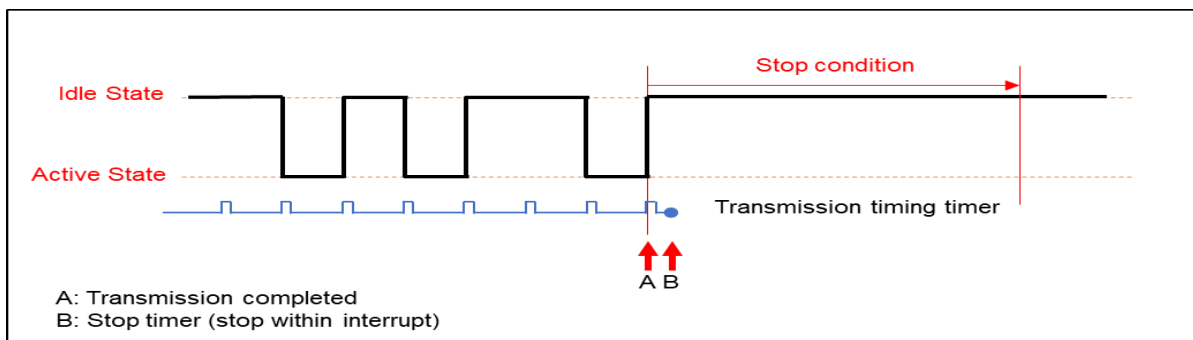 Stop condition
Idle State
Active State
Transmission timing timer
A B
A: Transmission completed
B: Stop timer (stop within interrupt)